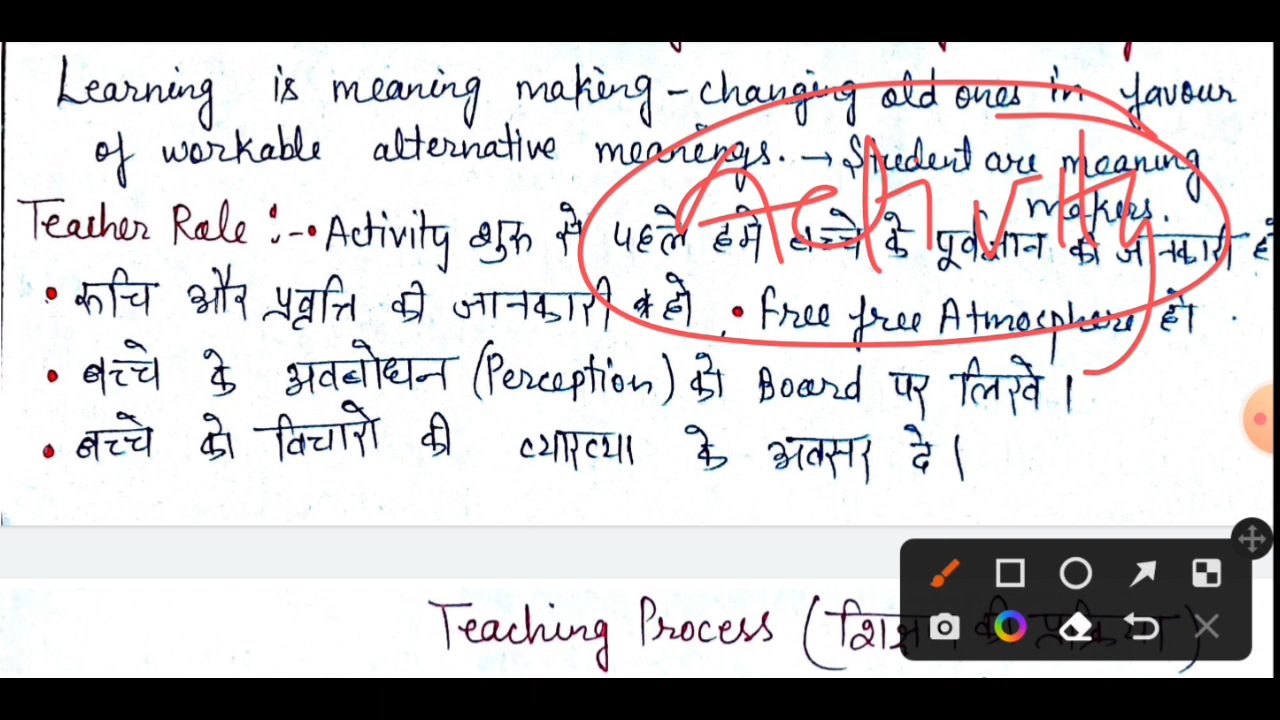 Learning is meaning making - changing old ones in favour
of workable alternative meanings. → Student are meaning
makers.
Teacher Role :- • Activity शुरू से पहले हमे बच्चे के पूर्वज्ञान की जानकारी हो
• रूचि और प्रवृत्ति की जानकारी हो . • Free free Atmosphere हो .
• बच्चे के अवबोधन (Perception) को Board पर लिखे ।
• बच्चे को विचारो की व्याख्या के अवसर दे ।
Activity
Teaching Process (